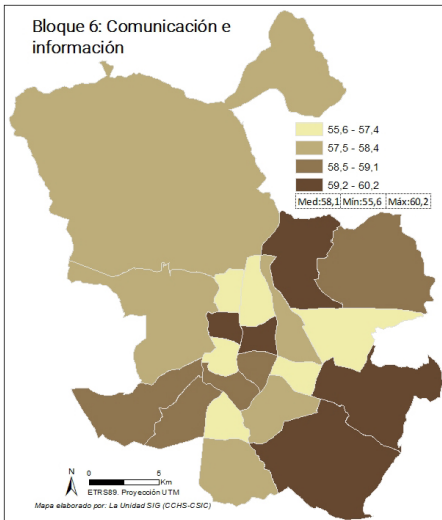 Bloque 6: Comunicación e
información
55,6 - 57,4
57,5 - 58,4
58,5 - 59,1
59,2 - 60,2
Med:58,1 Mín:55,6 Máx:60,2
N
0 5
Km
ETRS89. Proyección UTM
Mapa elaborado por: La Unidad SIG (CCHS-CSIC)